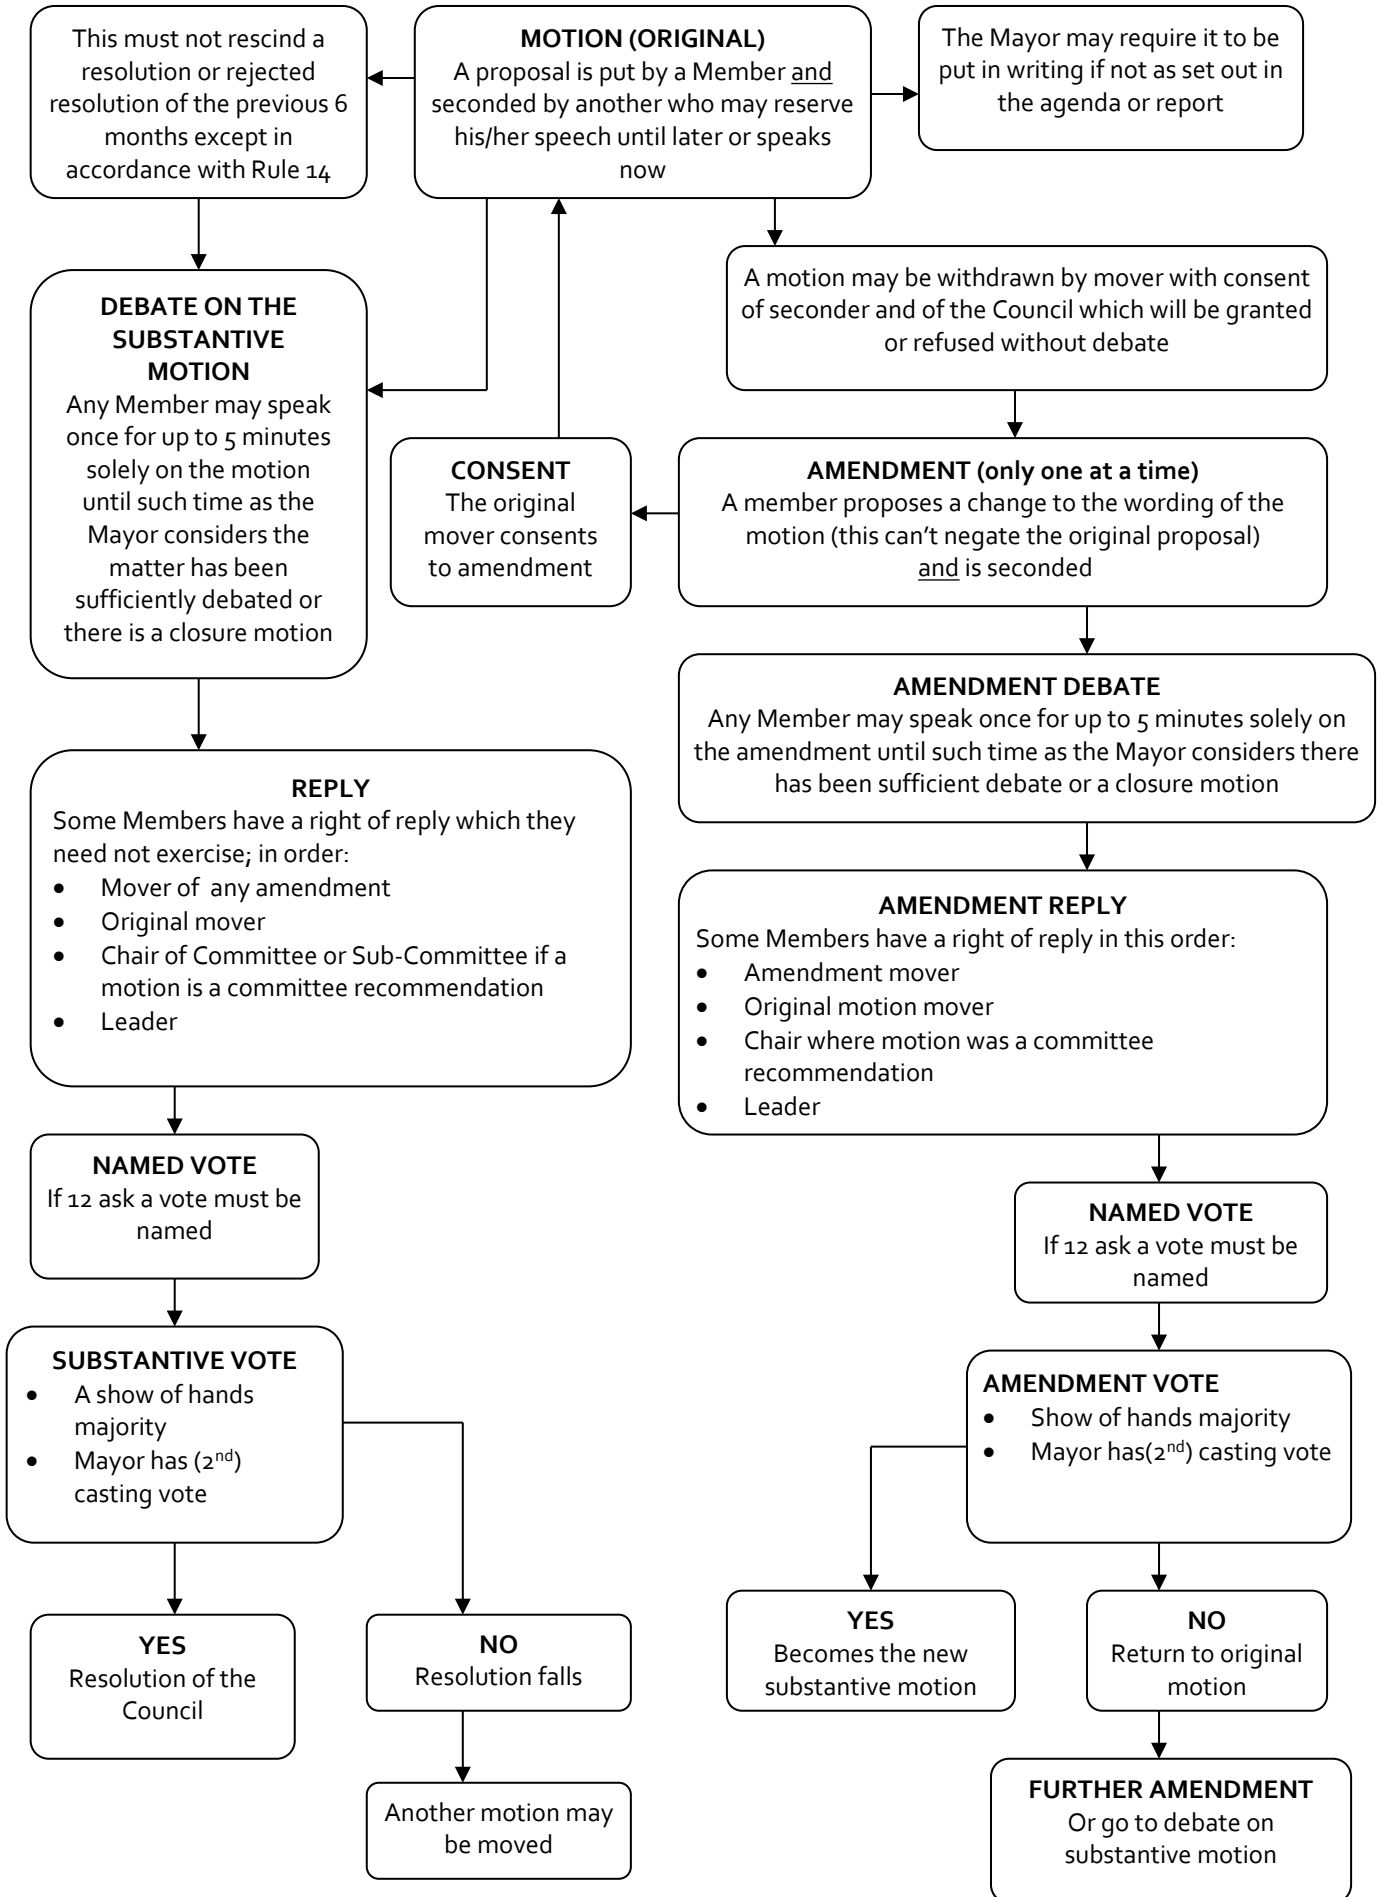 This must not rescind a
resolution or rejected
resolution of the previous 6
months except in
accordance with Rule 14
MOTION (ORIGINAL)
A proposal is put by a Member and
seconded by another who may reserve
his/her speech until later or speaks
now
The Mayor may require it to be
put in writing if not as set out in
the agenda or report
A motion may be withdrawn by mover with consent
of seconder and of the Council which will be granted
or refused without debate
DEBATE ON THE
SUBSTANTIVE
MOTION
Any Member may speak
once for up to 5 minutes
solely on the motion
until such time as the
Mayor considers the
matter has been
sufficiently debated or
there is a closure motion
CONSENT
The original
mover consents
to amendment
AMENDMENT (only one at a time)
A member proposes a change to the wording of the
motion (this can't negate the original proposal)
and is seconded
AMENDMENT DEBATE
Any Member may speak once for up to 5 minutes solely on
the amendment until such time as the Mayor considers there
has been sufficient debate or a closure motion
REPLY
Some Members have a right of reply which they
need not exercise; in order:
• Mover of any amendment
• Original mover
• Chair of Committee or Sub-Committee if a
motion is a committee recommendation
• Leader
AMENDMENT REPLY
Some Members have a right of reply in this order:
• Amendment mover
• Original motion mover
• Chair where motion was a committee
recommendation
• Leader
NAMED VOTE
If 12 ask a vote must be
named
NAMED VOTE
If 12 ask a vote must be
named
SUBSTANTIVE VOTE
• A show of hands
majority
• Mayor has (2nd)
casting vote
AMENDMENT VOTE
• Show of hands majority
• Mayor has(2nd) casting vote
YES
Resolution of the
Council
NO
Resolution falls
YES
Becomes the new
substantive motion
NO
Return to original
motion
Another motion may
be moved
FURTHER AMENDMENT
Or go to debate on
substantive motion